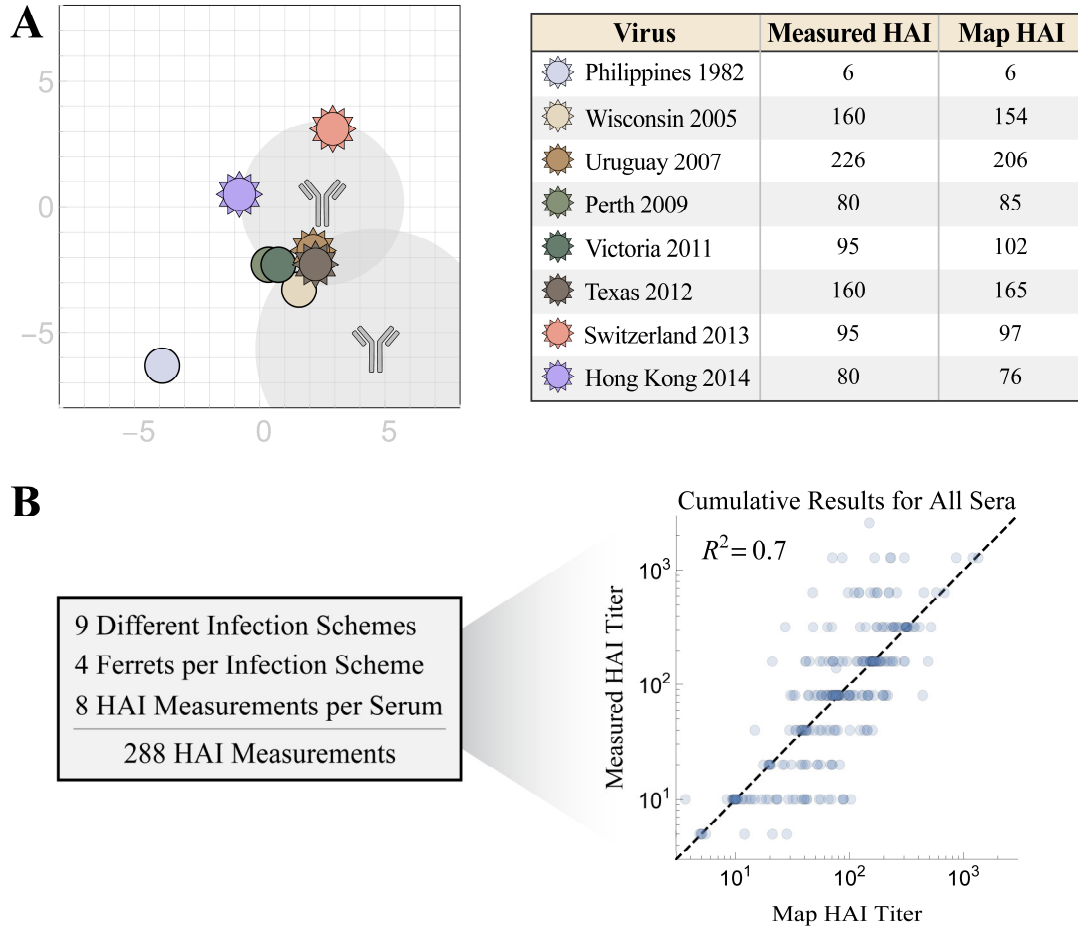 A
5
0
−5
−5
0
5
Virus Measured HAI Map HAI
Philippines 1982 6 6
Wisconsin 2005 160 154
Uruguay 2007 226 206
Perth 2009 80 85
Victoria 2011 95 102
Texas 2012 160 165
Switzerland 2013 95 97
Hong Kong 2014 80 76
B
9 Different Infection Schemes
4 Ferrets per Infection Scheme
8 HAI Measurements per Serum
288 HAI Measurements
Cumulative Results for All Sera
R²= 0.7
Measured HAI Titer
10³
10²
10¹
10¹ 10² 10³
Map HAI Titer